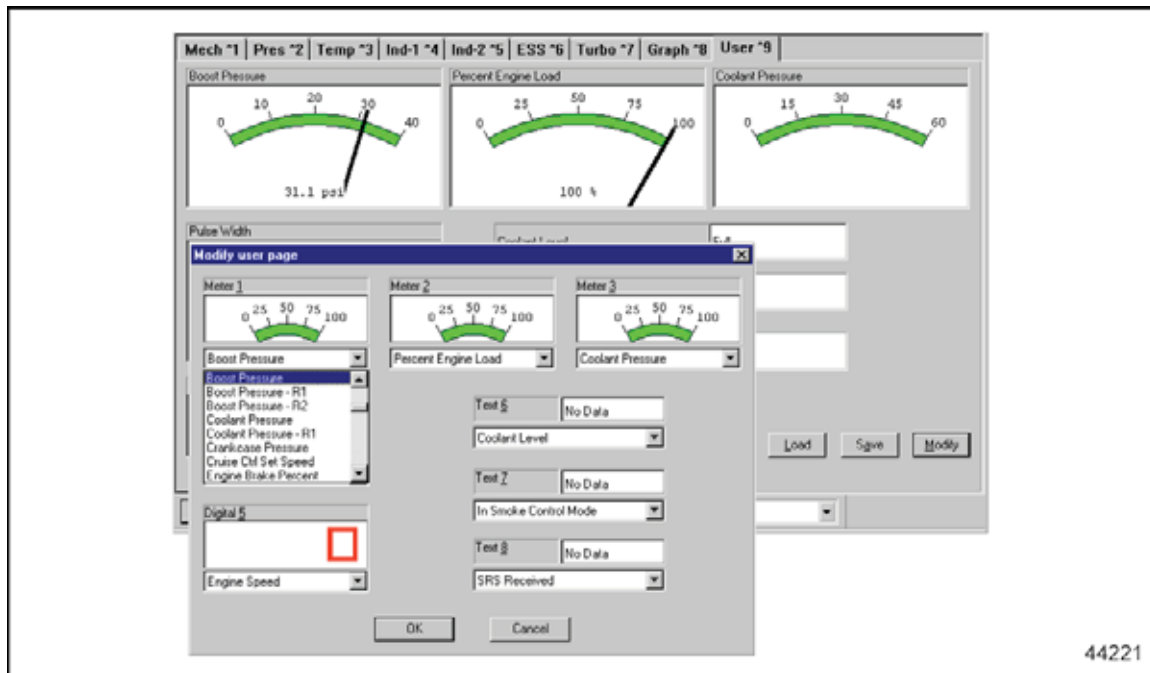 Mech ^1 Pres ^2 Temp ^3 Ind-1 ^4 Ind-2 ^5 ESS ^6 Turbo ^7 Graph ^8 User ^9
Boost Pressure
0 10 20 30 40
31.1 psi
Percent Engine Load
0 25 50 75 100
100 %
Coolant Pressure
0 15 30 45 60
Pulse Width
Coolant Level
Full
Modify user page
Meter 1
0 25 50 75 100
Boost Pressure
Boost Pressure
Boost Pressure - R1
Boost Pressure - R2
Coolant Pressure
Coolant Pressure - R1
Crankcase Pressure
Cruise Ctrl Set Speed
Engine Brake Percent
Meter 2
0 25 50 75 100
Percent Engine Load
Meter 3
0 25 50 75 100
Coolant Pressure
Digital 5
0
Engine Speed
Text 6 No Data
Coolant Level
Text 7 No Data
In Smoke Control Mode
Text 8 No Data
SRS Received
OK Cancel
Load Save Modify
44221